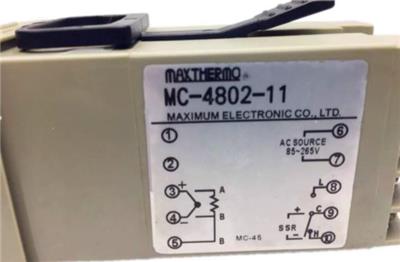 MAXTHERMO®
MC-4802-11
MAXIMUM ELECTRONIC CO., LTD.
1
6
AC SOURCE
85~265V
2
7
L
8
3
+
A
4
-
B
+
C
9
SSR
5
B
MC-45
-
H
10